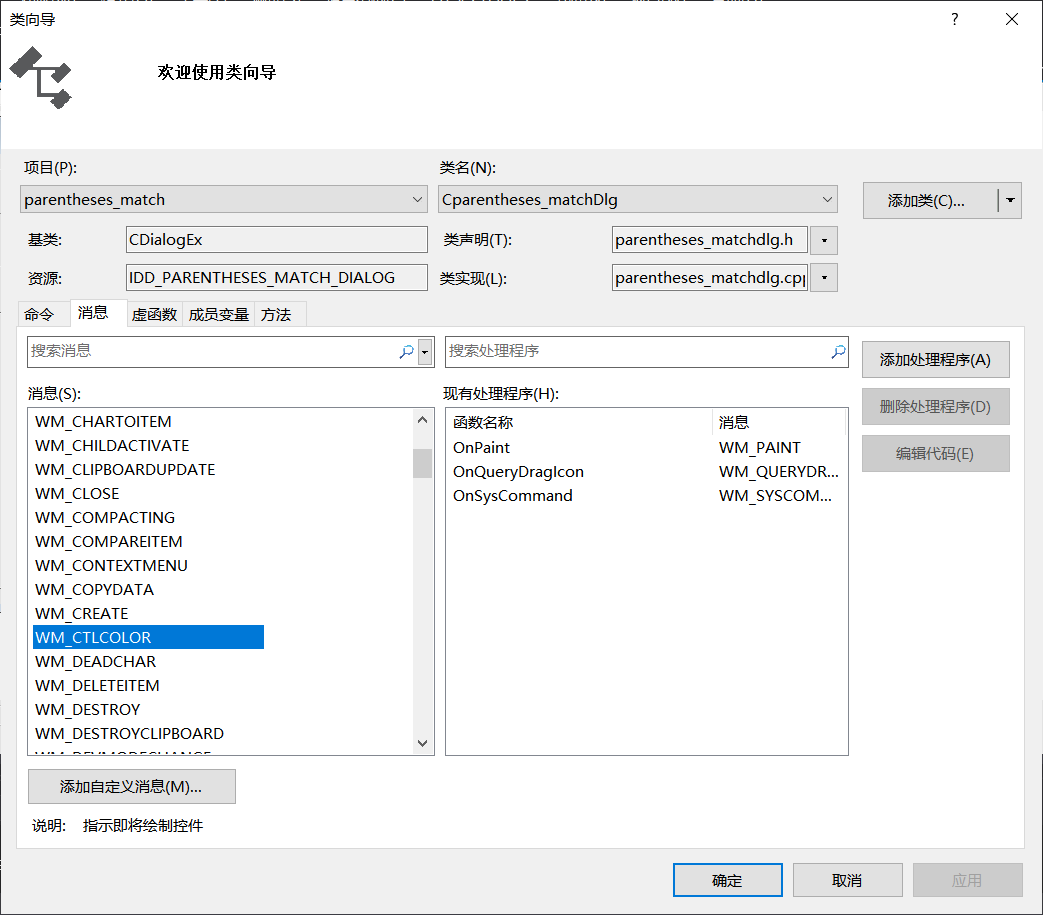 类向导
?
欢迎使用类向导
项目(P):
类名(N):
parentheses_match
Cparentheses_matchDlg
添加类(C)...
基类:
CDialogEx
类声明(T):
parentheses_matchdlg.h
资源:
IDD_PARENTHESES_MATCH_DIALOG
类实现(L):
parentheses_matchdlg.cpp
命令 消息 虚函数 成员变量 方法
搜索消息
搜索处理程序
添加处理程序(A)
删除处理程序(D)
编辑代码(E)
消息(S):
WM_CHARTOITEM
WM_CHILDACTIVATE
WM_CLIPBOARDUPDATE
WM_CLOSE
WM_COMPACTING
WM_COMPAREITEM
WM_CONTEXTMENU
WM_COPYDATA
WM_CREATE
WM_CTLCOLOR
WM_DEADCHAR
WM_DELETEITEM
WM_DESTROY
WM_DESTROYCLIPBOARD
WM_DEVMODECHANGE
现有处理程序(H):
函数名称 消息
OnPaint WM_PAINT
OnQueryDragIcon WM_QUERYDR...
OnSysCommand WM_SYSCOM...
添加自定义消息(M)...
说明: 指示即将绘制控件
确定
取消
应用